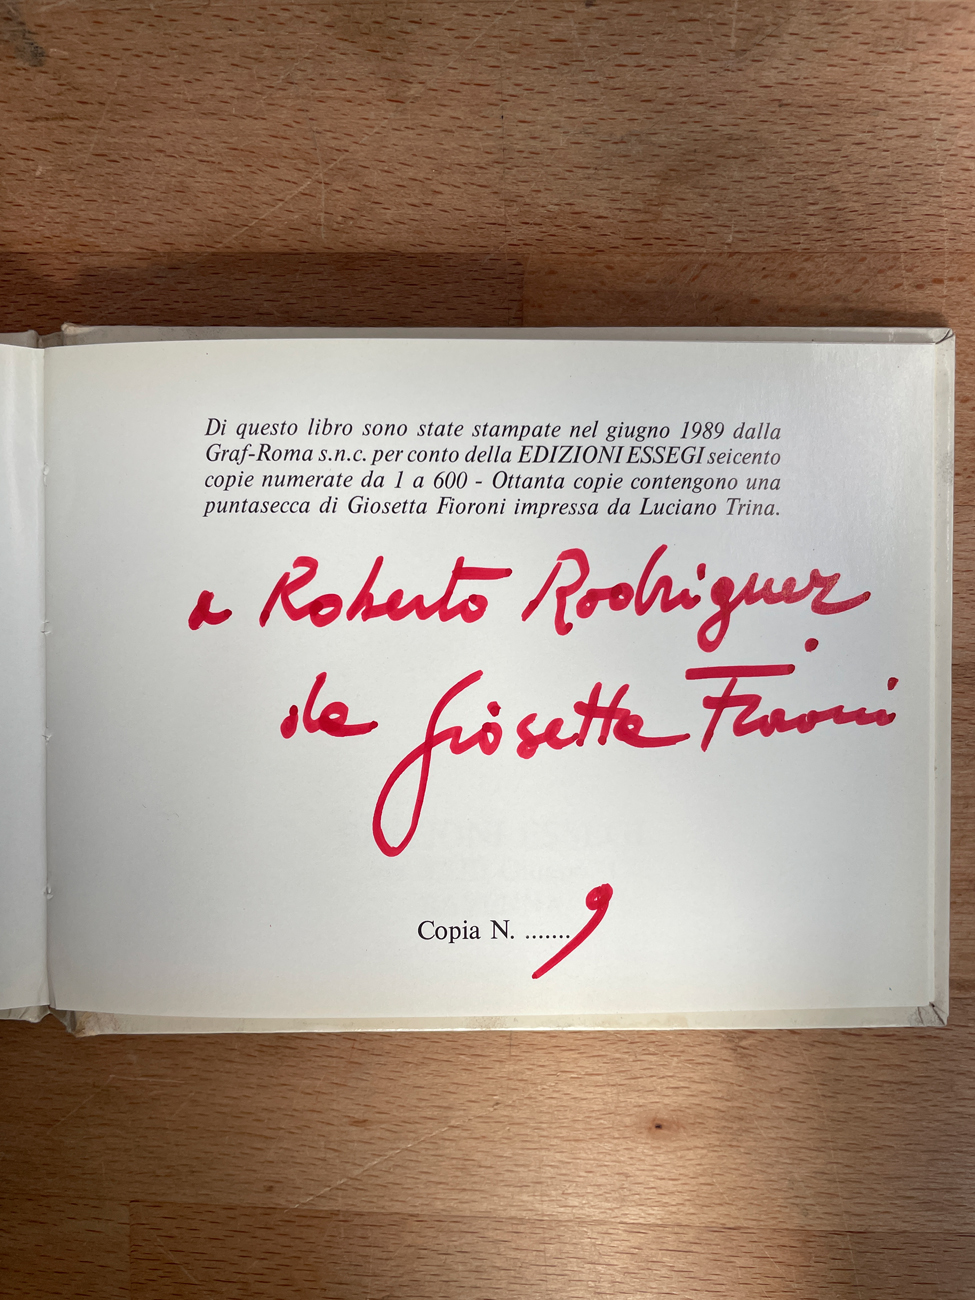 Di questo libro sono state stampate nel giugno 1989 dalla
Graf-Roma s.n.c. per conto della EDIZIONI ESSEGI seicento
copie numerate da 1 a 600 - Ottanta copie contengono una
puntasecca di Giosetta Fioroni impressa da Luciano Trina.
a Roberto Rodriguez
da Giosetta Fioroni
Copia N. ....... 9